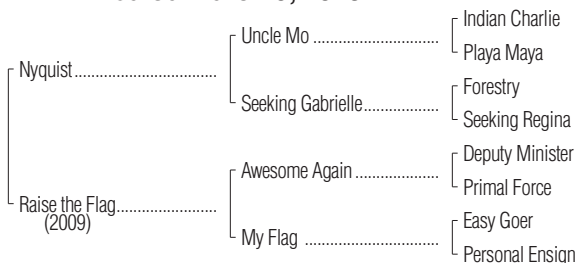 Indian Charlie
Uncle Mo
Playa Maya
Nyquist
Forestry
Seeking Gabrielle
Seeking Regina
Deputy Minister
Awesome Again
Primal Force
Raise the Flag
(2009)
Easy Goer
My Flag
Personal Ensign